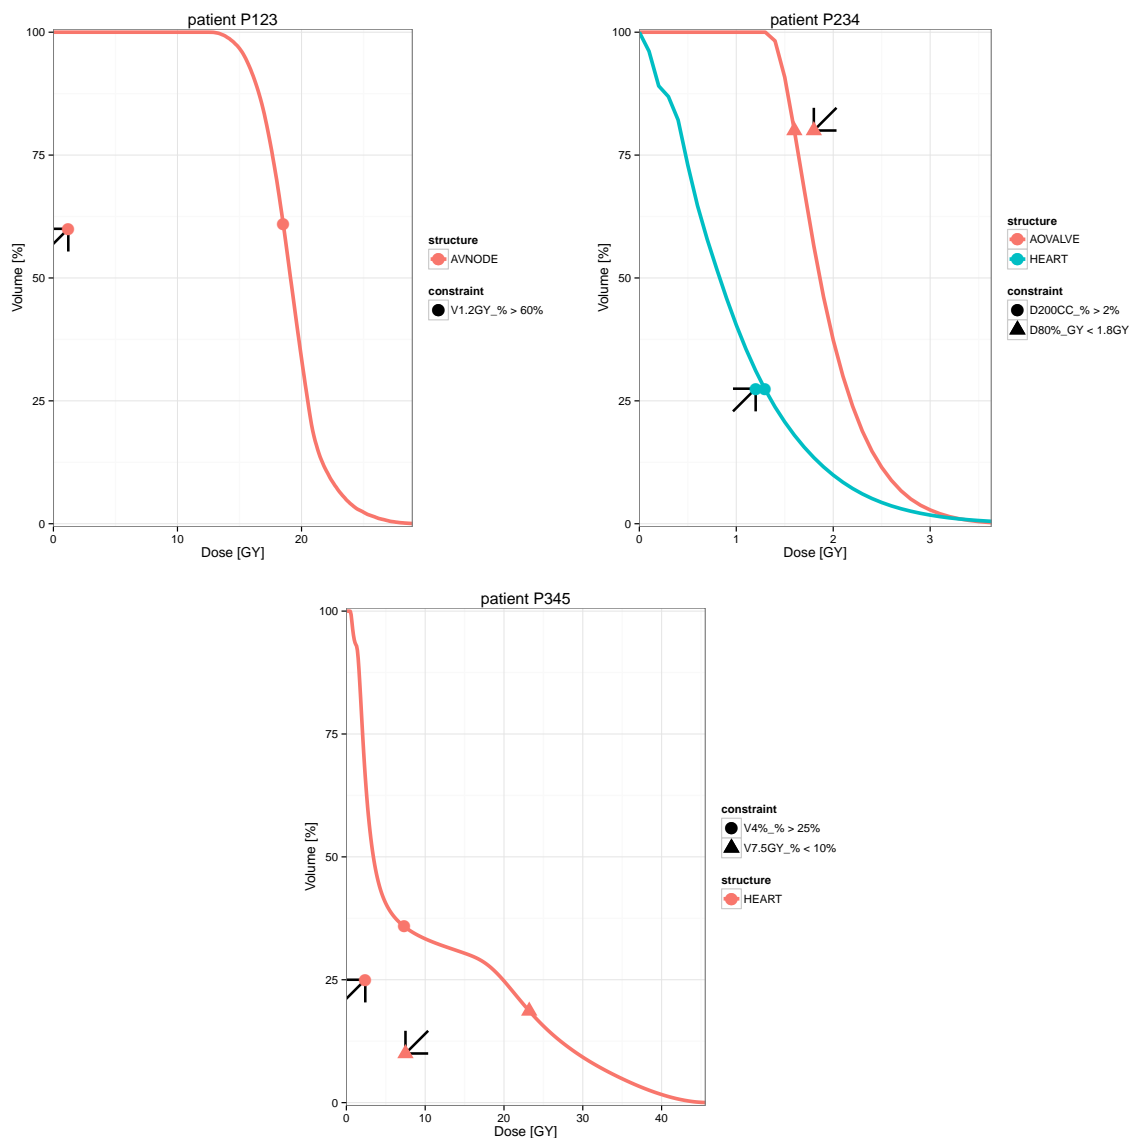 patient P123
100
75
50
25
0
Volume [%]
0 10 20
Dose [GY]
structure
AVNODE
constraint
V1.2GY_% > 60%
patient P234
100
75
50
25
0
Volume [%]
0 1 2 3
Dose [GY]
structure
AOVALVE
HEART
constraint
D200CC_% > 2%
D80%_GY < 1.8GY
patient P345
100
75
50
25
0
Volume [%]
0 10 20 30 40
Dose [GY]
constraint
V4%_% > 25%
V7.5GY_% < 10%
structure
HEART